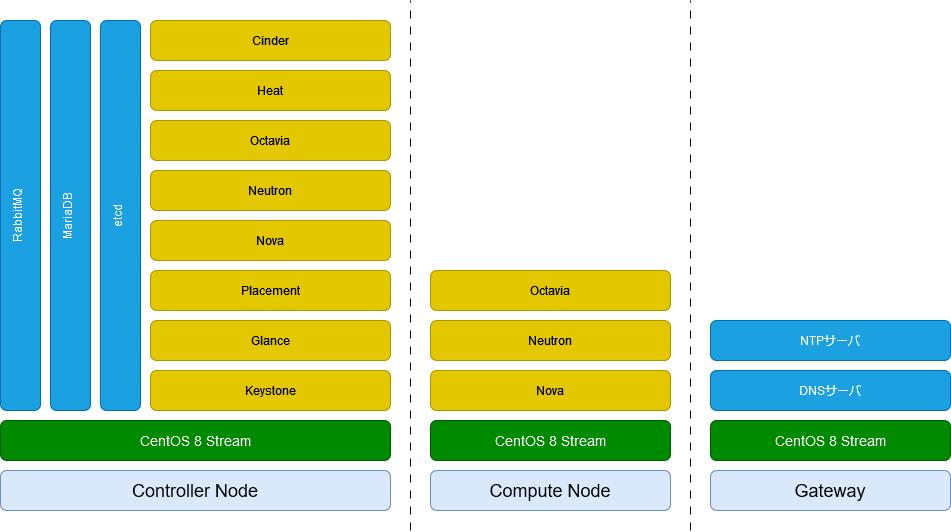 RabbitMQ
MariaDB
etcd
Cinder
Heat
Octavia
Neutron
Nova
Placement
Glance
Keystone
CentOS 8 Stream
Controller Node
Octavia
Neutron
Nova
CentOS 8 Stream
Compute Node
NTPサーバ
DNSサーバ
CentOS 8 Stream
Gateway